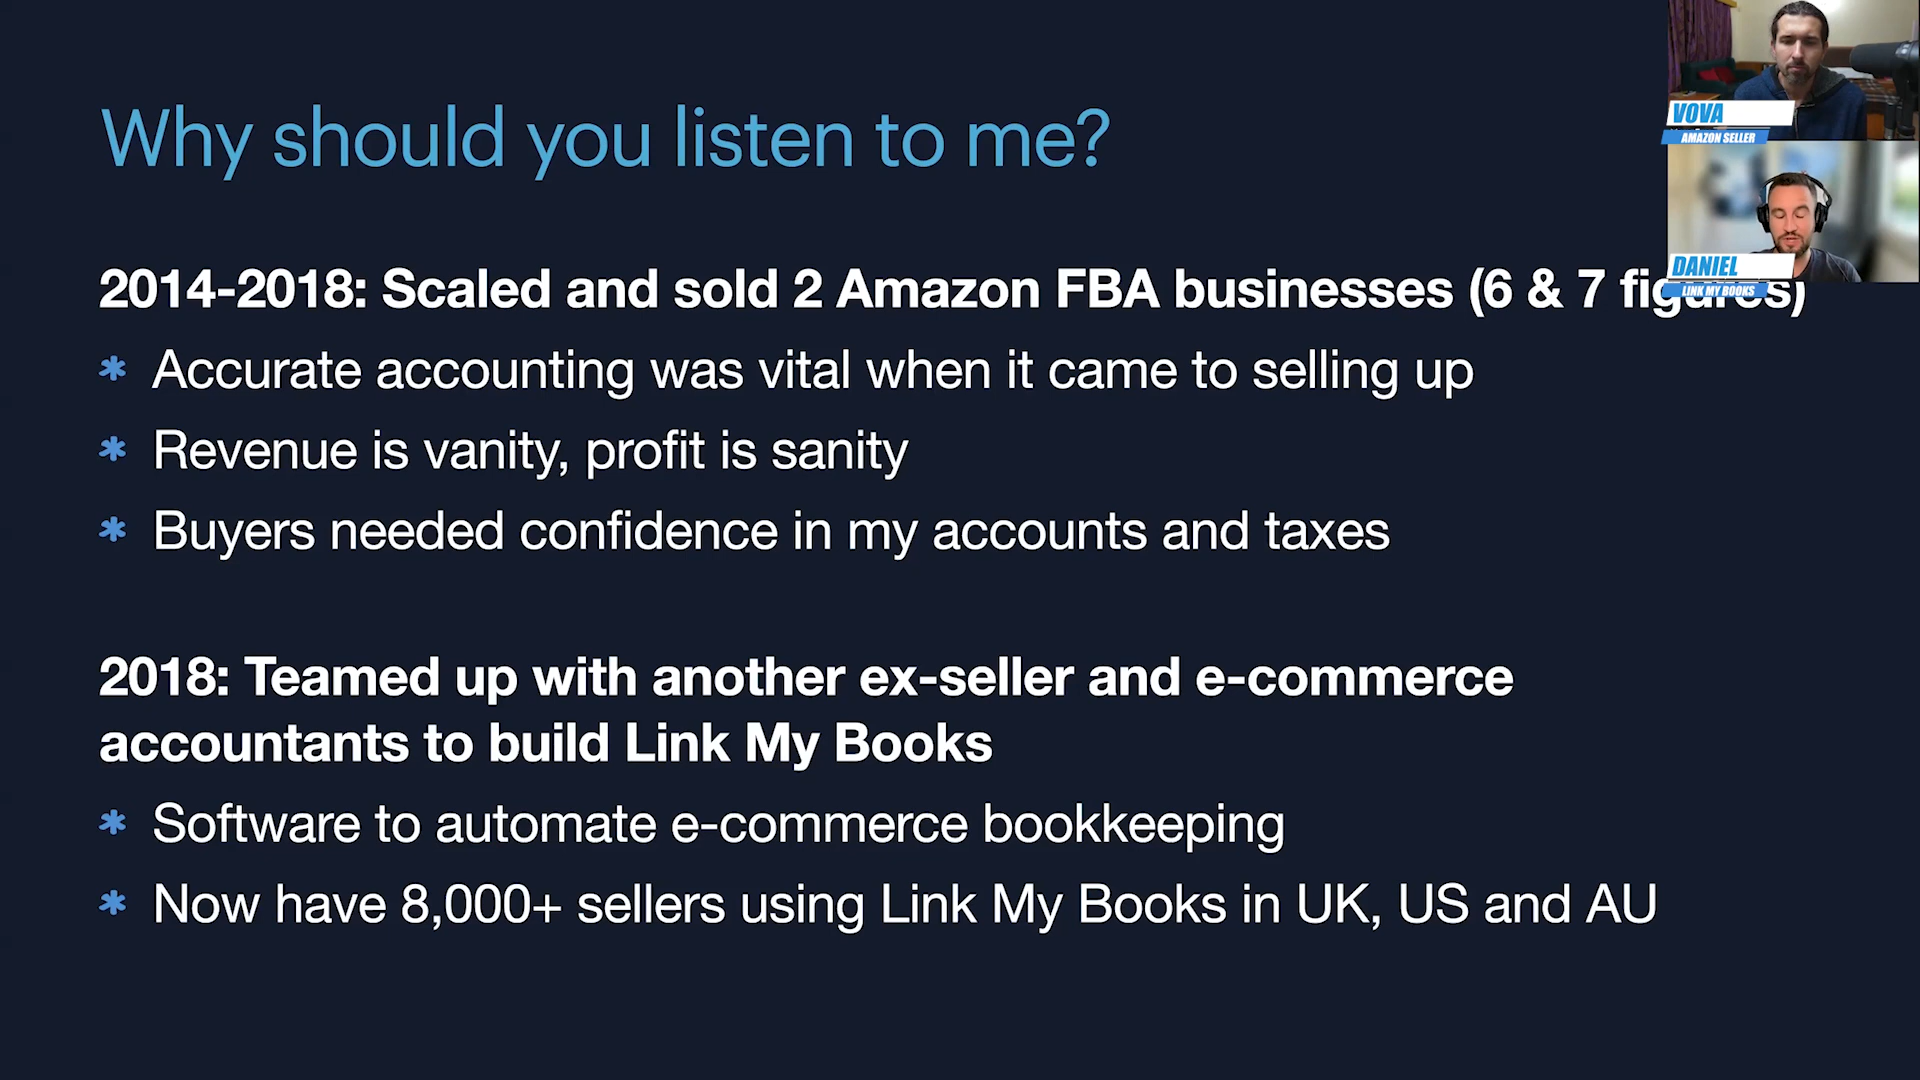 Why should you listen to me?
VOVA
AMAZON SELLER
DANIEL
LINK MY BOOKS
2014-2018: Scaled and sold 2 Amazon FBA businesses (6 & 7 figures)
* Accurate accounting was vital when it came to selling up
* Revenue is vanity, profit is sanity
* Buyers needed confidence in my accounts and taxes
2018: Teamed up with another ex-seller and e-commerce
accountants to build Link My Books
* Software to automate e-commerce bookkeeping
* Now have 8,000+ sellers using Link My Books in UK, US and AU